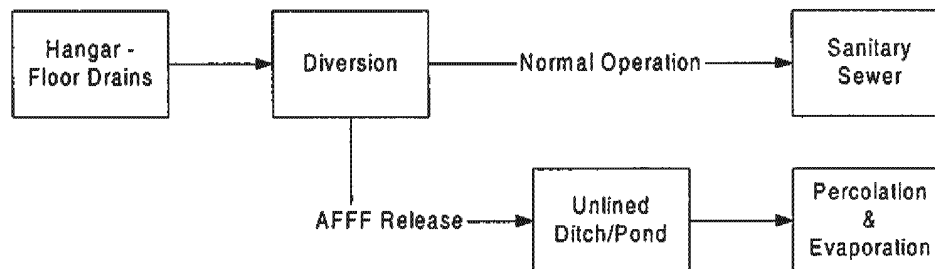 Hangar -
Floor Drains
Diversion
Normal Operation
Sanitary
Sewer
AFFF Release
Unlined
Ditch/Pond
Percolation
&
Evaporation